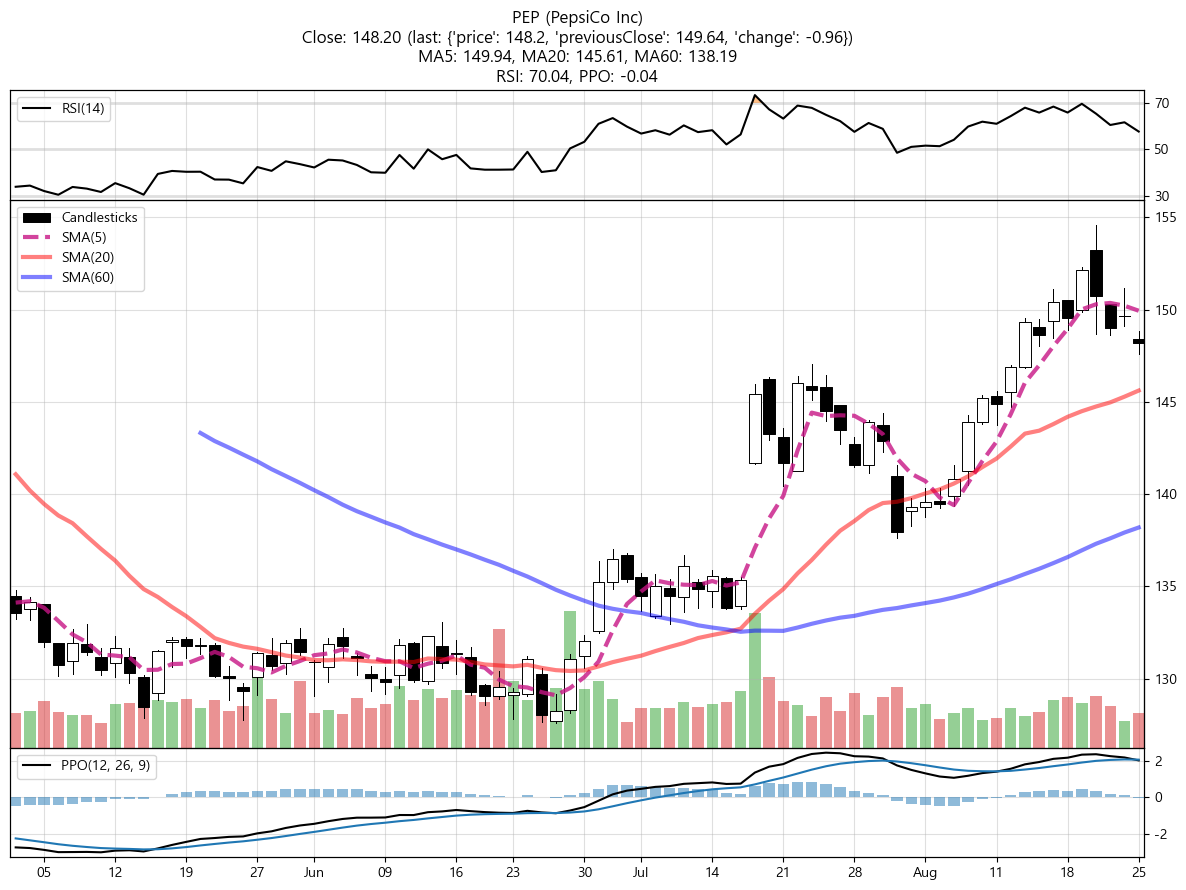 PEP (PepsiCo Inc)
Close: 148.20 (last: {'price': 148.2, 'previousClose': 149.64, 'change': -0.96})
MA5: 149.94, MA20: 145.61, MA60: 138.19
RSI: 70.04, PPO: -0.04
RSI(14)
70
50
30
Candlesticks
SMA(5)
SMA(20)
SMA(60)
155
150
145
140
135
130
PPO(12, 26, 9)
2
0
-2
05 12 19 27 Jun 09 16 23 30 Jul 14 21 28 Aug 11 18 25